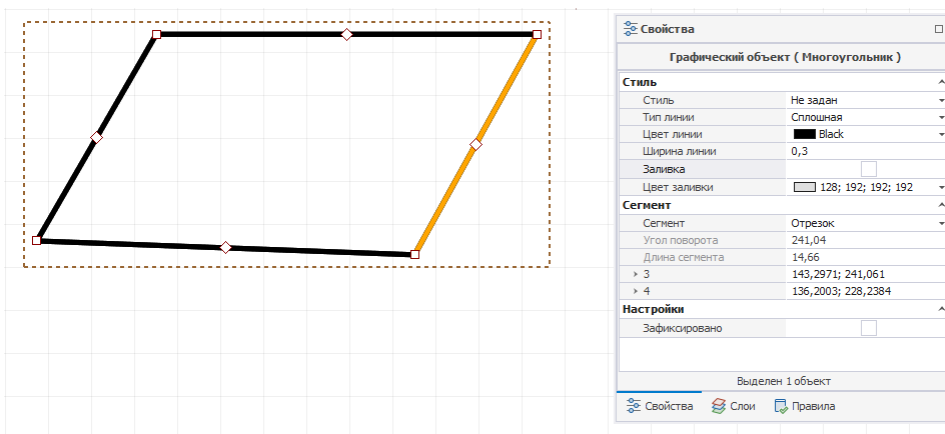 Свойства
Графический объект ( Многоугольник )
Стиль
Стиль Не задан
Тип линии Сплошная
Цвет линии Black
Ширина линии 0,3
Заливка
Цвет заливки 128; 192; 192; 192
Сегмент
Сегмент Отрезок
Угол поворота 241,04
Длина сегмента 14,66
3 143,2971; 241,061
4 136,2003; 228,2384
Настройки
Зафиксировано
Выделен 1 объект
Свойства Слои Правила